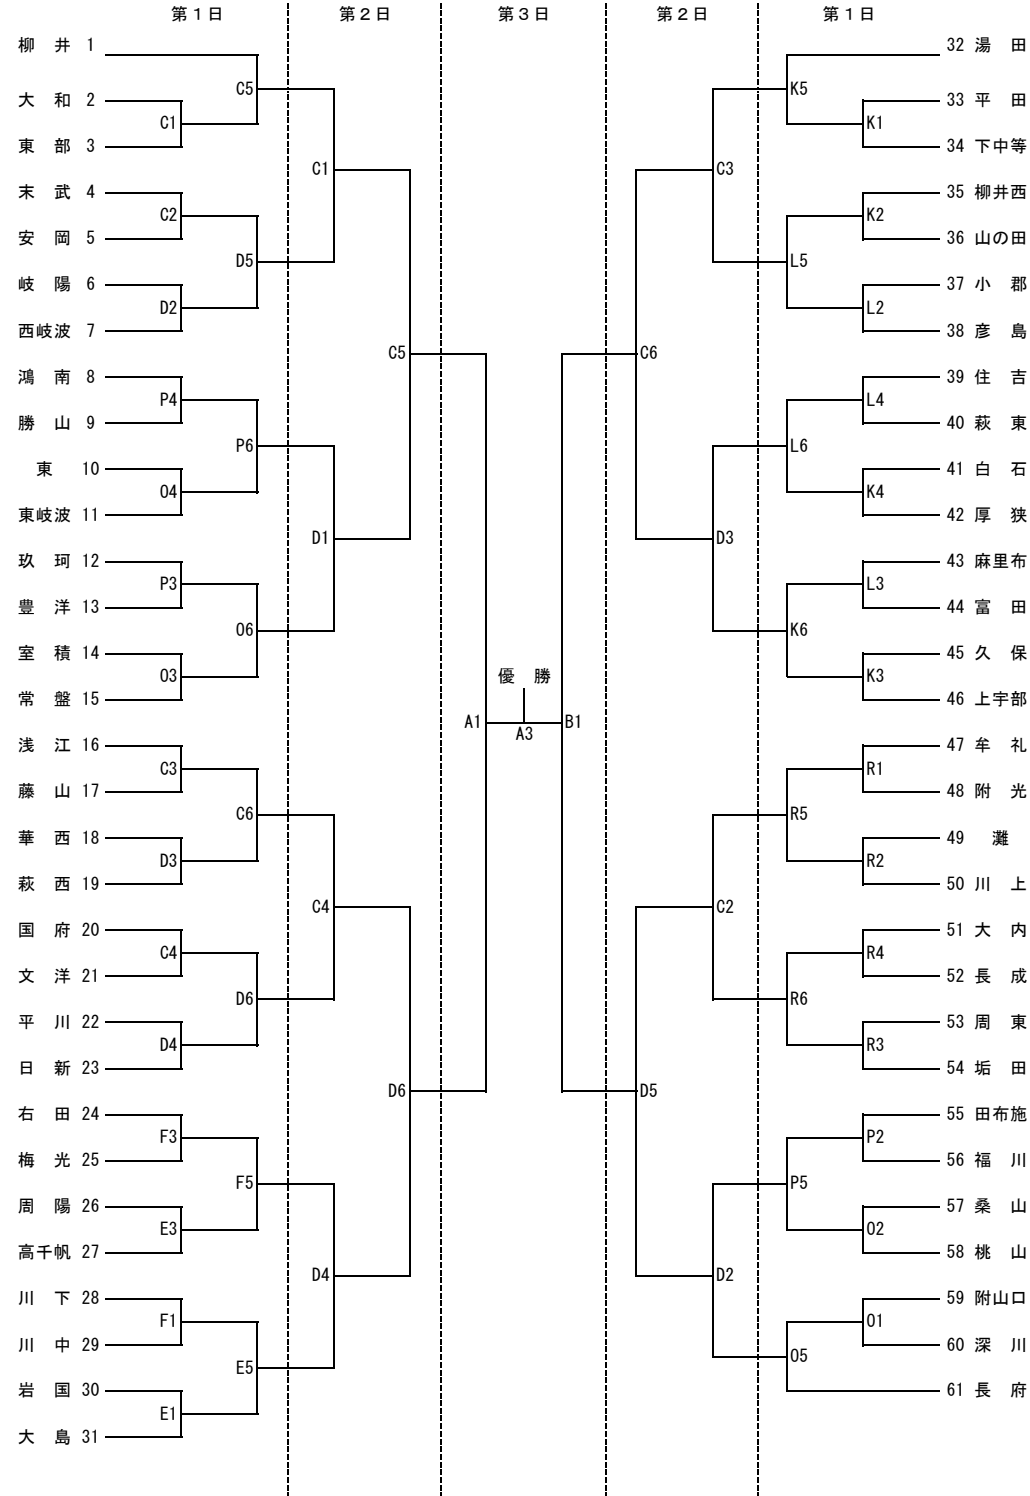 第１日 第２日 第３日 第２日 第１日
柳 井 1
32 湯 田
C5
K5
大 和 2
33 平 田
C1
K1
東 部 3
34 下中等
C1
C3
末 武 4
35 柳井西
C2
K2
安 岡 5
36 山の田
D5
L5
岐 陽 6
37 小 郡
D2
L2
西岐波 7
38 彦 島
C5
C6
鴻 南 8
39 住 吉
P4
L4
勝 山 9
40 萩 東
P6
L6
東 10
41 白 石
O4
K4
東岐波 11
42 厚 狭
D1
D3
玖 珂 12
43 麻里布
P3
L3
豊 洋 13
44 富 田
O6
K6
室 積 14
45 久 保
O3
K3
優 勝
常 盤 15
46 上宇部
A1
B1
A3
浅 江 16
47 牟 礼
C3
R1
藤 山 17
48 附 光
C6
R5
華 西 18
49 灘
D3
R2
萩 西 19
50 川 上
C4
C2
国 府 20
51 大 内
C4
R4
文 洋 21
52 長 成
D6
R6
平 川 22
53 周 東
D4
R3
日 新 23
54 垢 田
D6
D5
右 田 24
55 田布施
F3
P2
梅 光 25
56 福 川
F5
P5
周 陽 26
57 桑 山
E3
O2
高千帆 27
58 桃 山
D4
D2
川 下 28
59 附山口
F1
O1
川 中 29
60 深 川
E5
O5
岩 国 30
61 長 府
E1
大 島 31